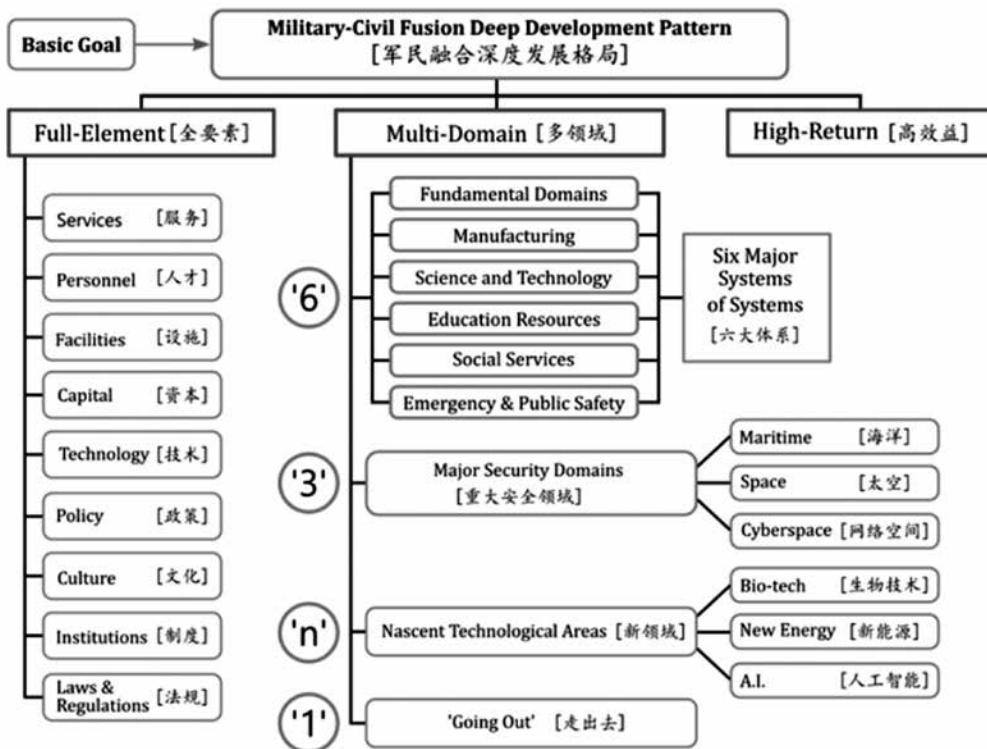 Basic Goal
Military-Civil Fusion Deep Development Pattern
[军民融合深度发展格局]
Full-Element [全要素]
Multi-Domain [多领域]
High-Return [高效益]
Services [服务]
Personnel [人才]
Facilities [设施]
Capital [资本]
Technology [技术]
Policy [政策]
Culture [文化]
Institutions [制度]
Laws &
Regulations [法规]
'6'
Fundamental Domains
Manufacturing
Science and Technology
Education Resources
Social Services
Emergency & Public Safety
Six Major
Systems
of Systems
[六大体系]
'3'
Major Security Domains
[重大安全领域]
Maritime [海洋]
Space [太空]
Cyberspace [网络空间]
'n'
Nascent Technological Areas [新领域]
Bio-tech [生物技术]
New Energy [新能源]
A.I. [人工智能]
'1'
'Going Out' [走出去]